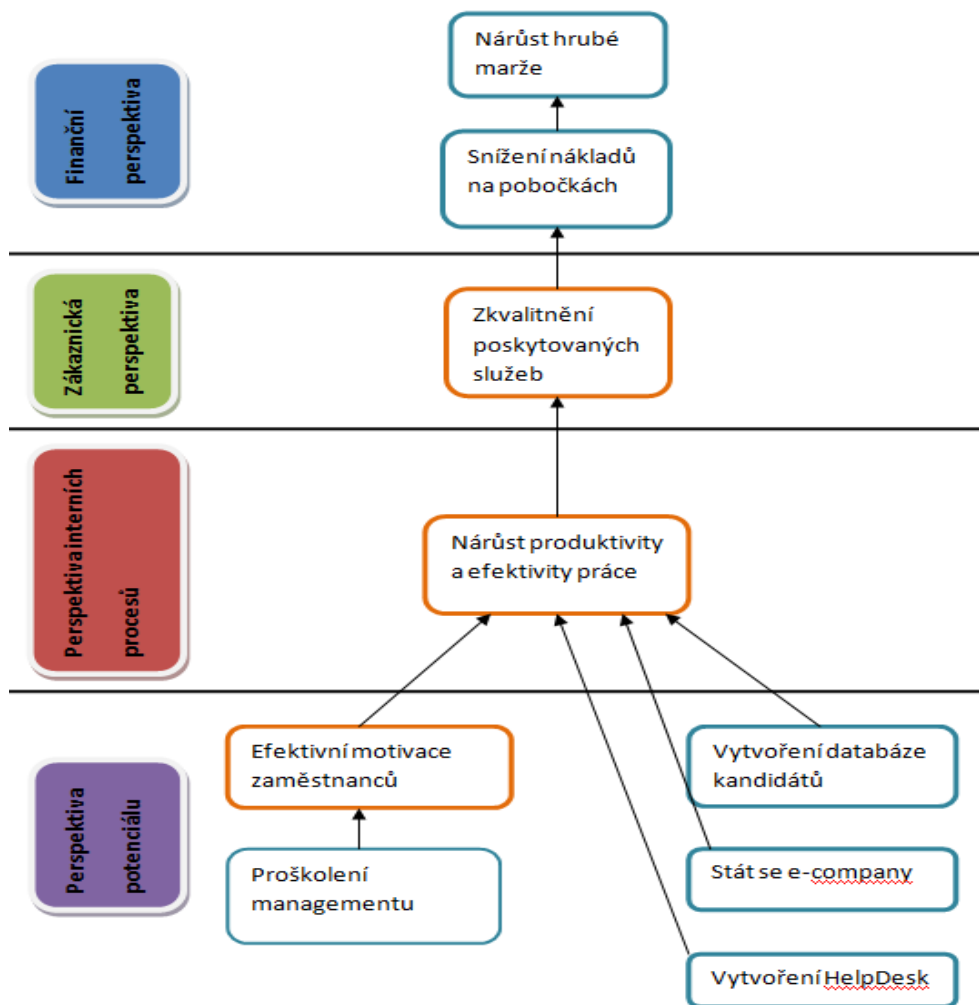 Finanční
perspektiva
Nárůst hrubé
marže
Snížení nákladů
na pobočkách
Zákaznická
perspektiva
Zkvalitnění
poskytovaných
služeb
Perspektiva interních
procesů
Nárůst produktivity
a efektivity práce
Perspektiva
potenciálu
Efektivní motivace
zaměstnanců
Proškolení
managementu
Vytvoření databáze
kandidátů
Stát se e-company
Vytvoření HelpDesk